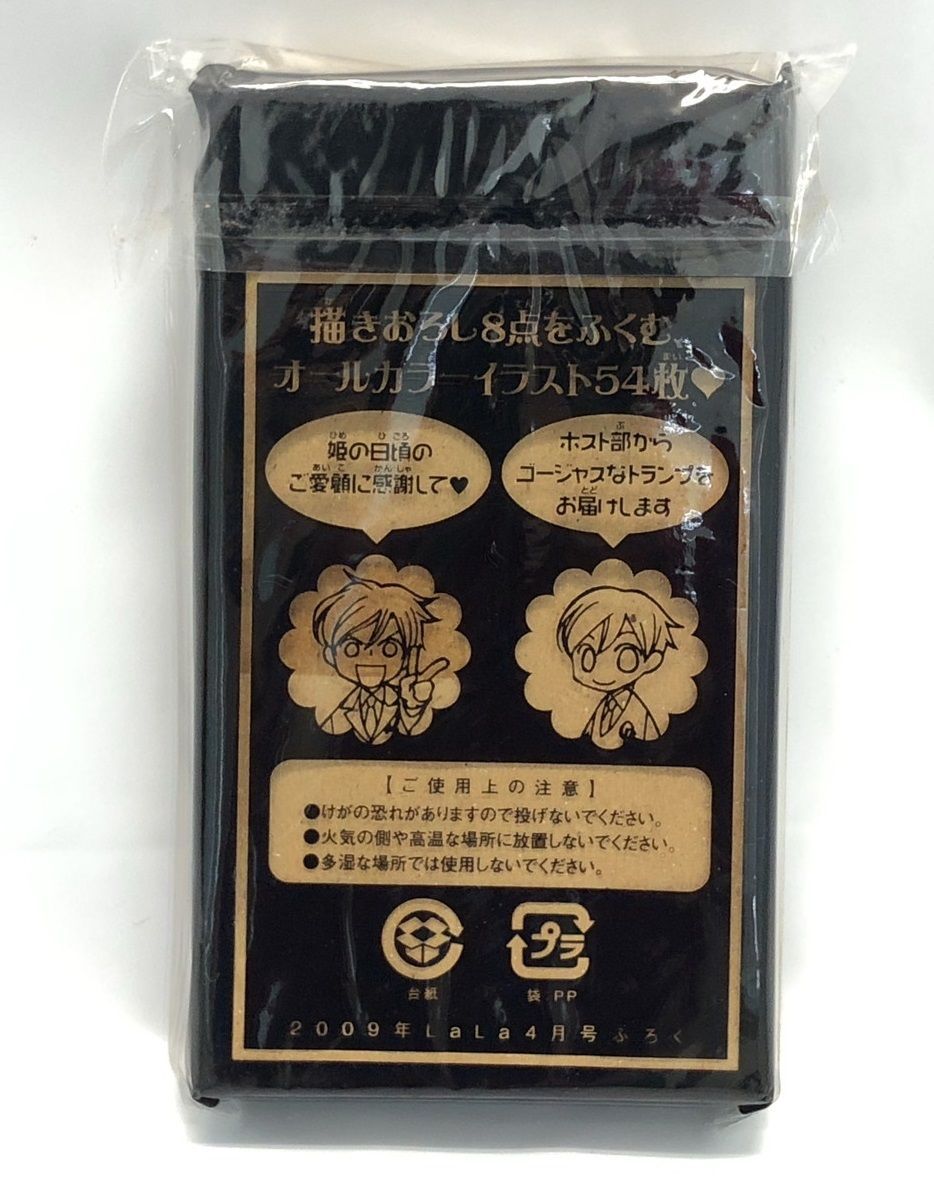 描きおろし8点をふくむ、
オールカラーイラスト54枚♥
姫の日頃の
ご愛顧に感謝して♥
ホスト部から
ゴージャスなトランプを
お届けします
【ご使用上の注意】
●けがの恐れがありますので投げないでください。
●火気の側や高温な場所に放置しないでください。
●多湿な場所では使用しないでください。
プラ
台紙
袋 PP
2009年LaLa4月号ふろく